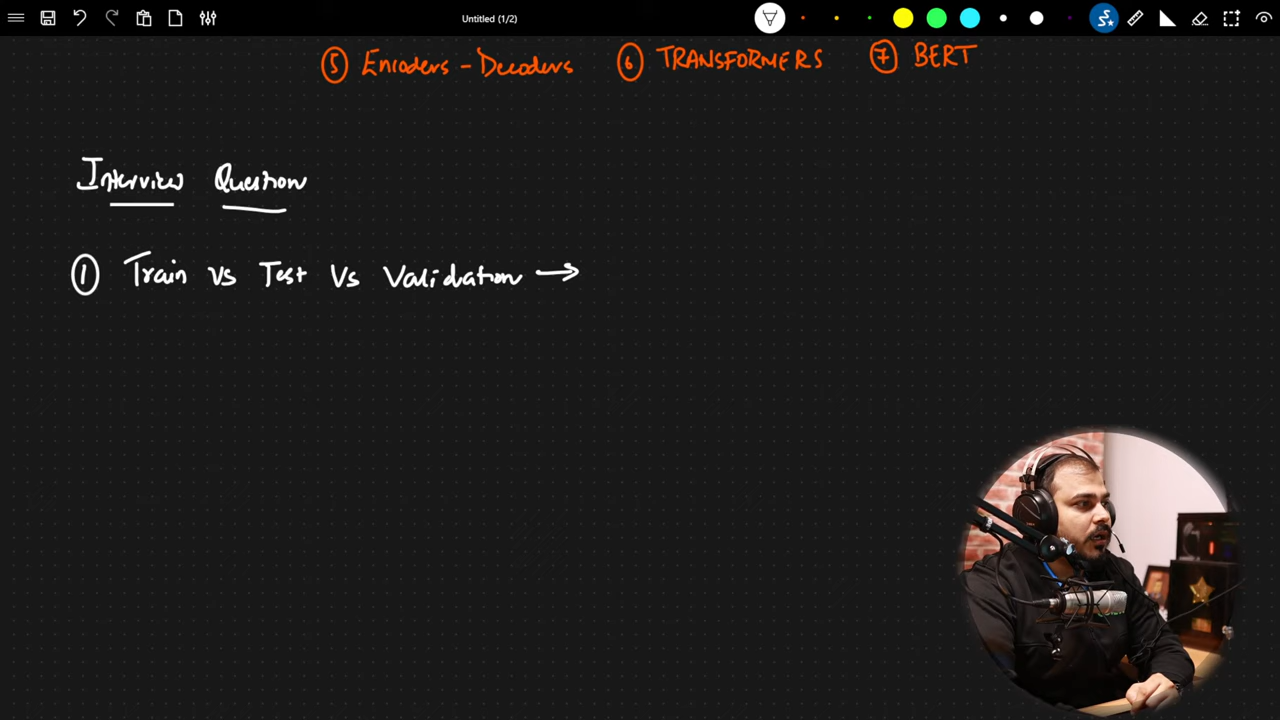 Untitled (1/2)
⑤ Encoders - Decoders ⑥ TRANSFORMERS ⑦ BERT
Interview Question
① Train vs Test Vs Validation →